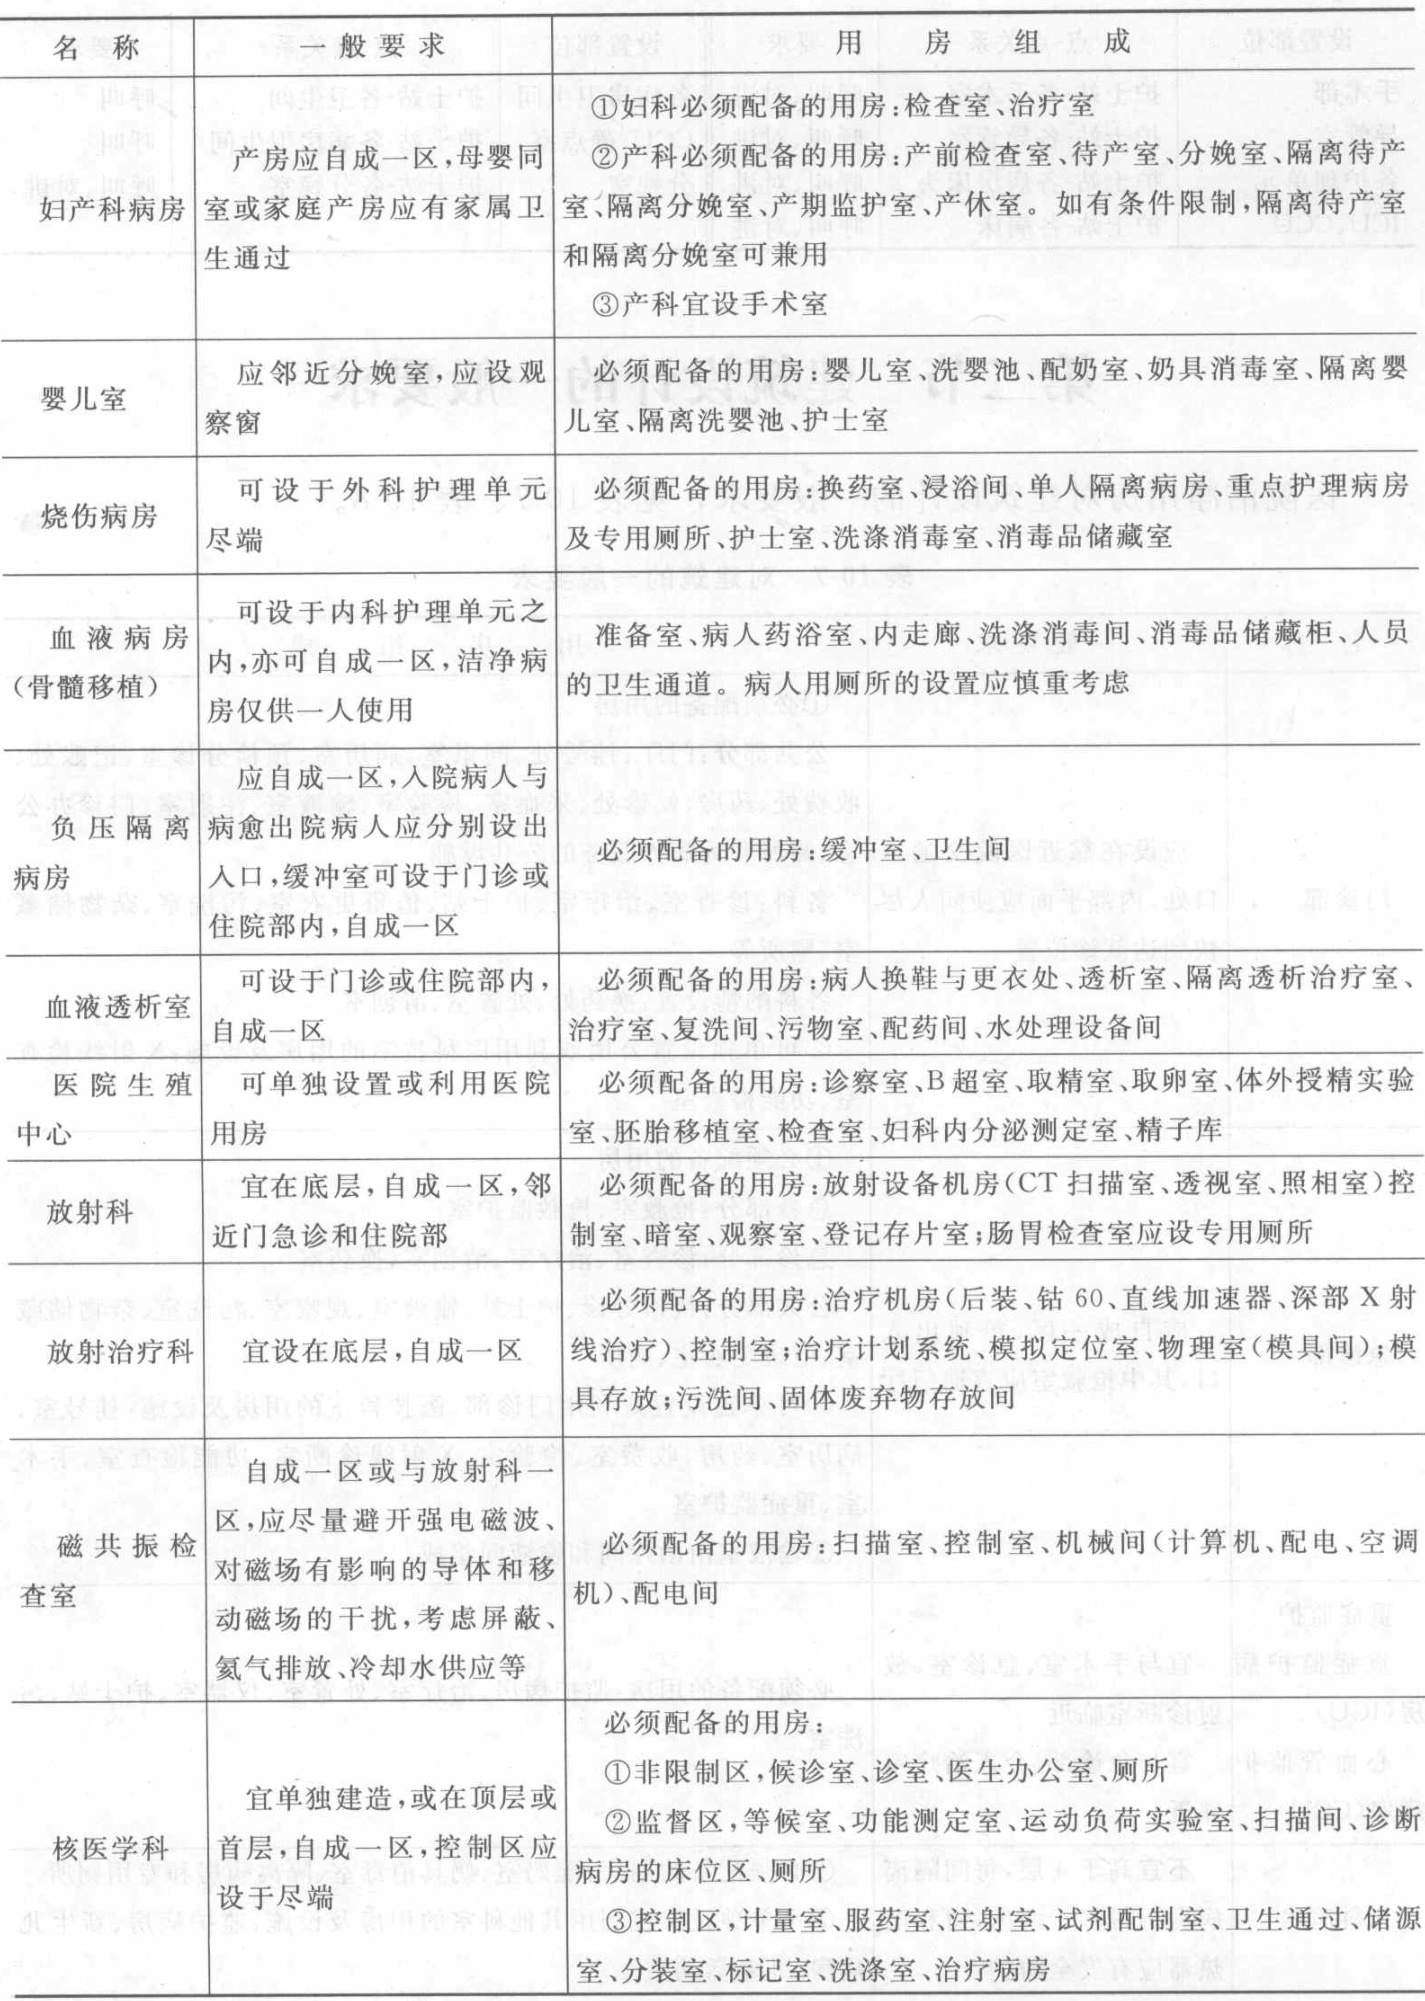 名 称 一般要求 用 房 组 成
妇产科病房
产房应自成一区,母婴同
室或家庭产房应有家属卫
生通过
①妇科必须配备的用房:检查室、治疗室
②产科必须配备的用房:产前检查室、待产室、分娩室、隔离待产
室、隔离分娩室、产期监护室、产休室。如有条件限制,隔离待产室
和隔离分娩室可兼用
③产科宜设手术室
婴儿室
应邻近分娩室,应设观
察窗
必须配备的用房:婴儿室、洗婴池、配奶室、奶具消毒室、隔离婴
儿室、隔离洗婴池、护士室
烧伤病房
可设于外科护理单元
尽端
必须配备的用房:换药室、浸浴间、单人隔离病房、重点护理病房
及专用厕所、护士室、洗涤消毒室、消毒品储藏室
血液病房
(骨髓移植)
可设于内科护理单元之
内,亦可自成一区,洁净病
房仅供一人使用
准备室、病人药浴室、内走廊、洗涤消毒间、消毒品储藏柜、人员
的卫生通道。病人用厕所的设置应慎重考虑
负压隔离
病房
应自成一区,入院病人与
病愈出院病人应分别设出
入口,缓冲室可设于门诊或
住院部内,自成一区
必须配备的用房:缓冲室、卫生间
血液透析室
可设于门诊或住院部内,
自成一区
必须配备的用房:病人换鞋与更衣处、透析室、隔离透析治疗室、
治疗室、复洗间、污物室、配药间、水处理设备间
医院生殖
中心
可单独设置或利用医院
用房
必须配备的用房:诊察室、B超室、取精室、取卵室、体外授精实验
室、胚胎移植室、检查室、妇科内分泌测定室、精子库
放射科
宜在底层,自成一区,邻
近门急诊和住院部
必须配备的用房:放射设备机房(CT扫描室、透视室、照相室)控
制室、暗室、观察室、登记存片室;肠胃检查室应设专用厕所
放射治疗科
宜设在底层,自成一区
必须配备的用房:治疗机房(后装、钴60、直线加速器、深部X射
线治疗)、控制室;治疗计划系统、模拟定位室、物理室(模具间);模
具存放;污洗间、固体废弃物存放间
磁共振检
查室
自成一区或与放射科一
区,应尽量避开强电磁波、
对磁场有影响的导体和移
动磁场的干扰,考虑屏蔽、
氦气排放、冷却水供应等
必须配备的用房:扫描室、控制室、机械间(计算机、配电、空调
机)、配电间
核医学科
宜单独建造,或在顶层或
首层,自成一区,控制区应
设于尽端
必须配备的用房:
①非限制区,候诊室、诊室、医生办公室、厕所
②监督区,等候室、功能测定室、运动负荷实验室、扫描间、诊断
病房的床位区、厕所
③控制区,计量室、服药室、注射室、试剂配制室、卫生通过、储源
室、分装室、标记室、洗涤室、治疗病房